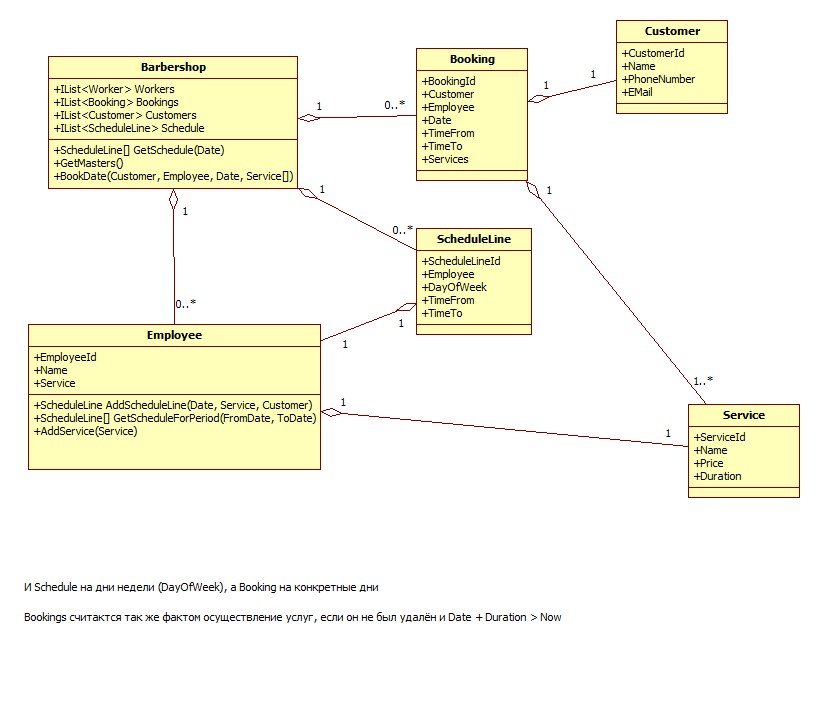 Barbershop
+IList<Worker> Workers
+IList<Booking> Bookings
+IList<Customer> Customers
+IList<ScheduleLine> Schedule
+ScheduleLine[] GetSchedule(Date)
+GetMasters()
+BookDate(Customer, Employee, Date, Service[])
1
0..*
Booking
+BookingId
+Customer
+Employee
+Date
+TimeFrom
+TimeTo
+Services
1
1
Customer
+CustomerId
+Name
+PhoneNumber
+EMail
1
0..*
1
0..*
1
1..*
ScheduleLine
+ScheduleLineId
+Employee
+DayOfWeek
+TimeFrom
+TimeTo
1
1
Employee
+EmployeeId
+Name
+Service
+ScheduleLine AddScheduleLine(Date, Service, Customer)
+ScheduleLine[] GetScheduleForPeriod(FromDate, ToDate)
+AddService(Service)
1
1
Service
+ServiceId
+Name
+Price
+Duration
И Schedule на дни недели (DayOfWeek), а Booking на конкретные дни
Bookings считактся так же фактом осуществление услуг, если он не был удалён и Date + Duration > Now